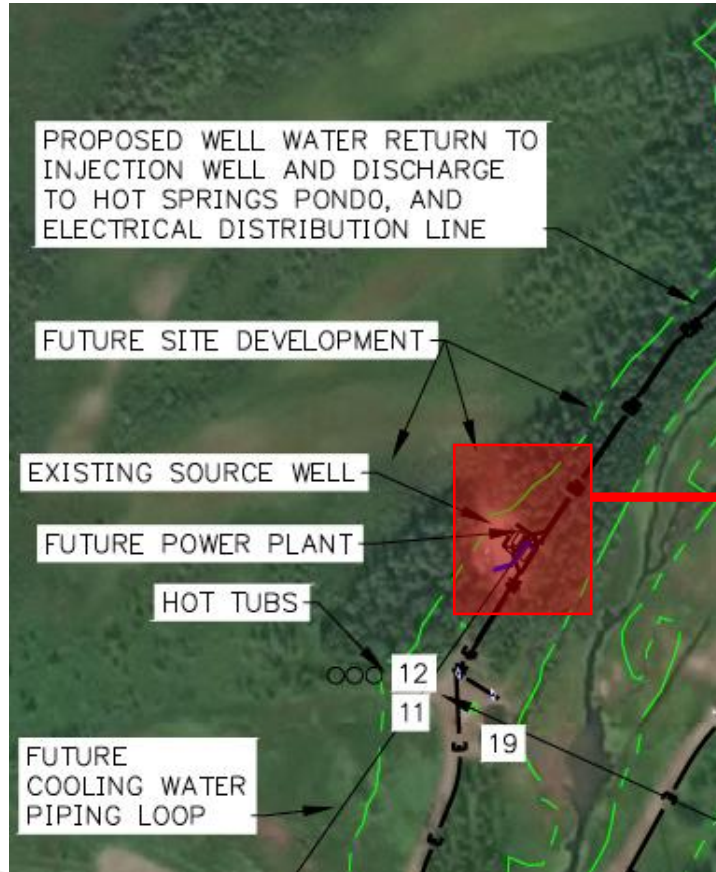 PROPOSED WELL WATER RETURN TO
INJECTION WELL AND DISCHARGE
TO HOT SPRINGS PONDO, AND
ELECTRICAL DISTRIBUTION LINE
FUTURE SITE DEVELOPMENT
EXISTING SOURCE WELL
FUTURE POWER PLANT
HOT TUBS
12
11
19
FUTURE
COOLING WATER
PIPING LOOP